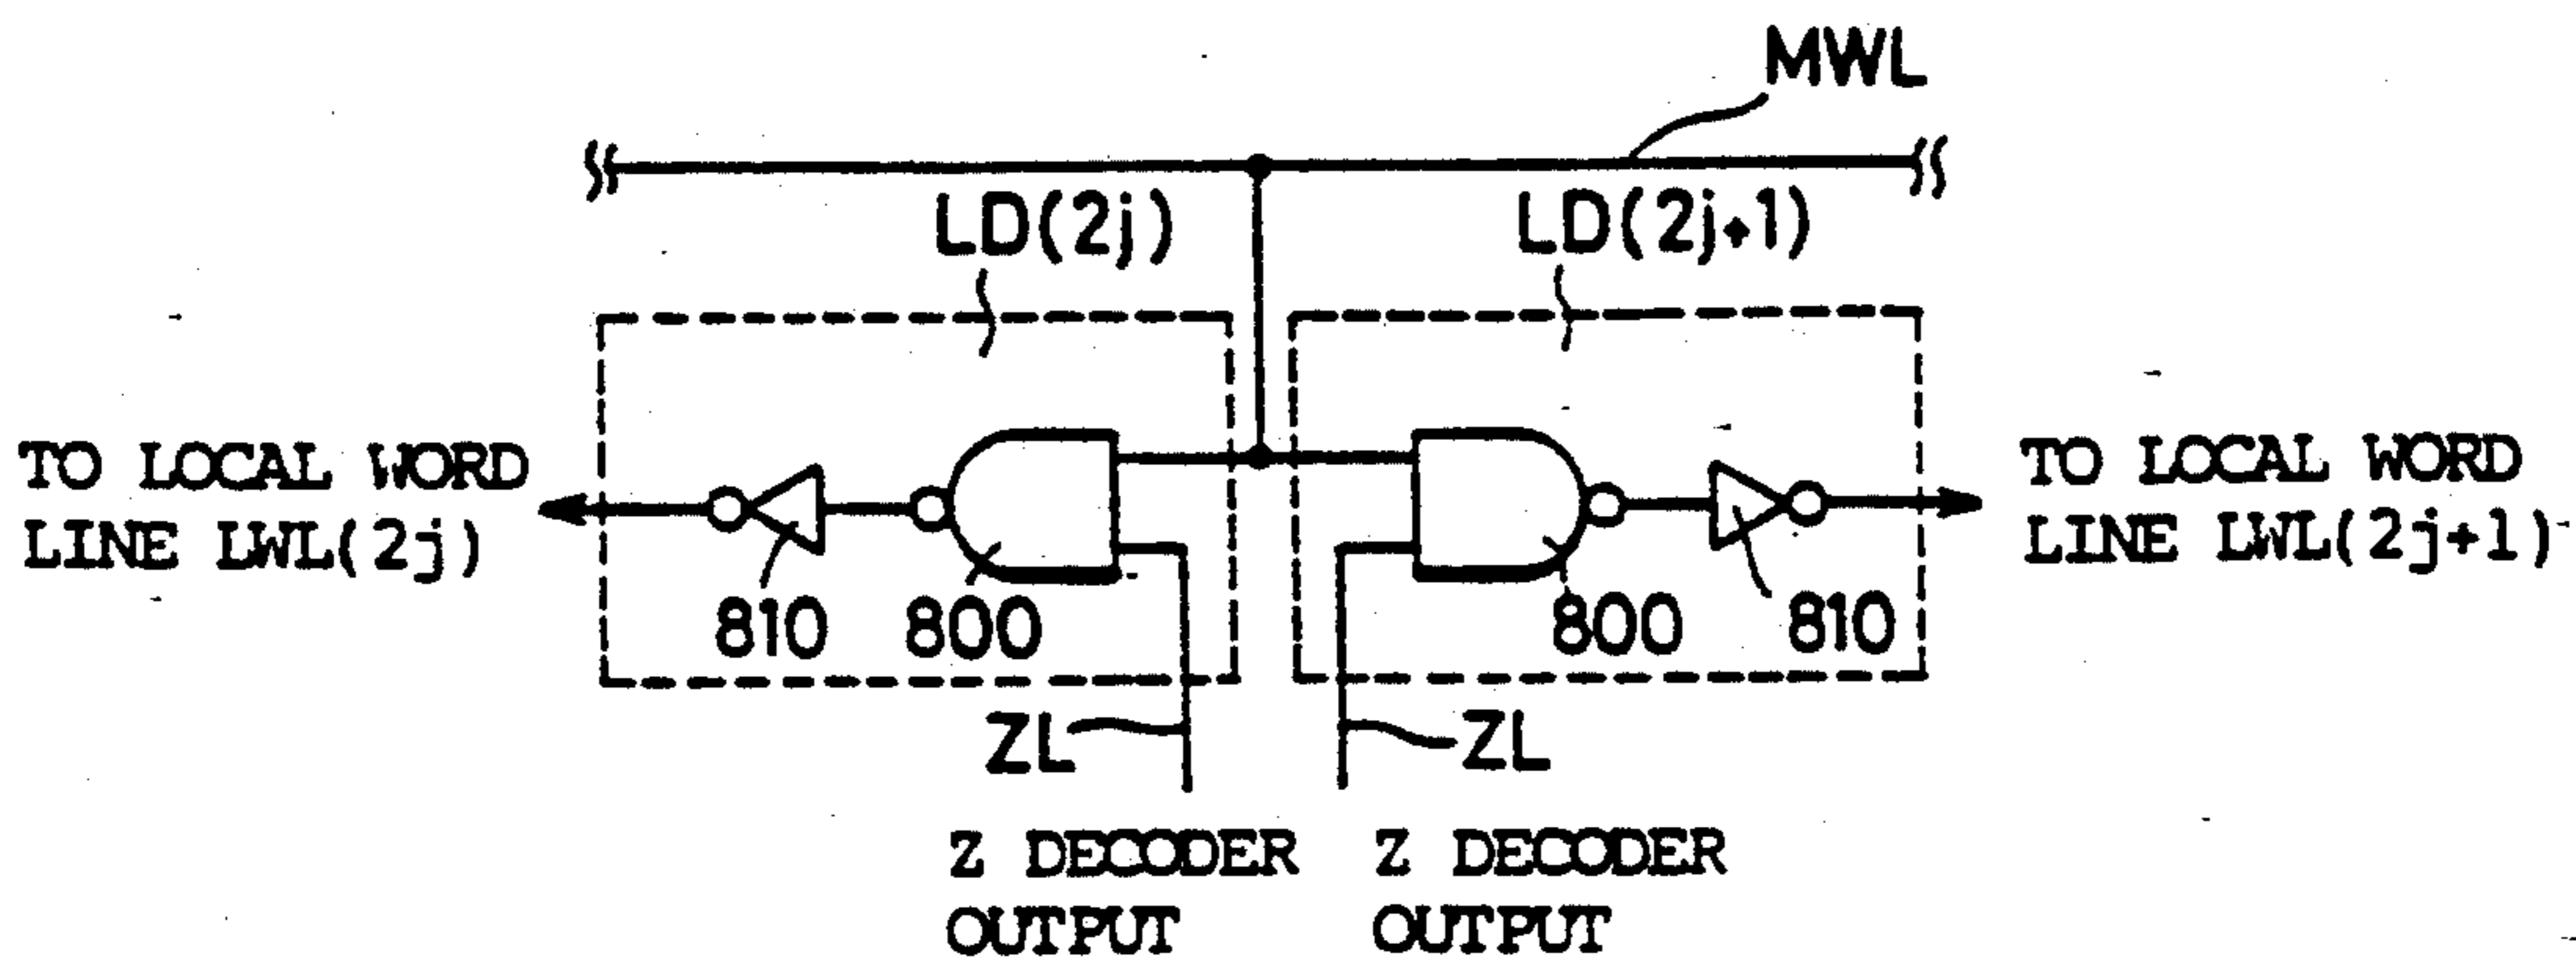 MWL
LD(2j)
LD(2j+1)
TO LOCAL WORD
LINE LWL(2j)
TO LOCAL WORD
LINE LWL(2j+1)
810
800
800
810
ZL
ZL
Z DECODER
OUTPUT
Z DECODER
OUTPUT